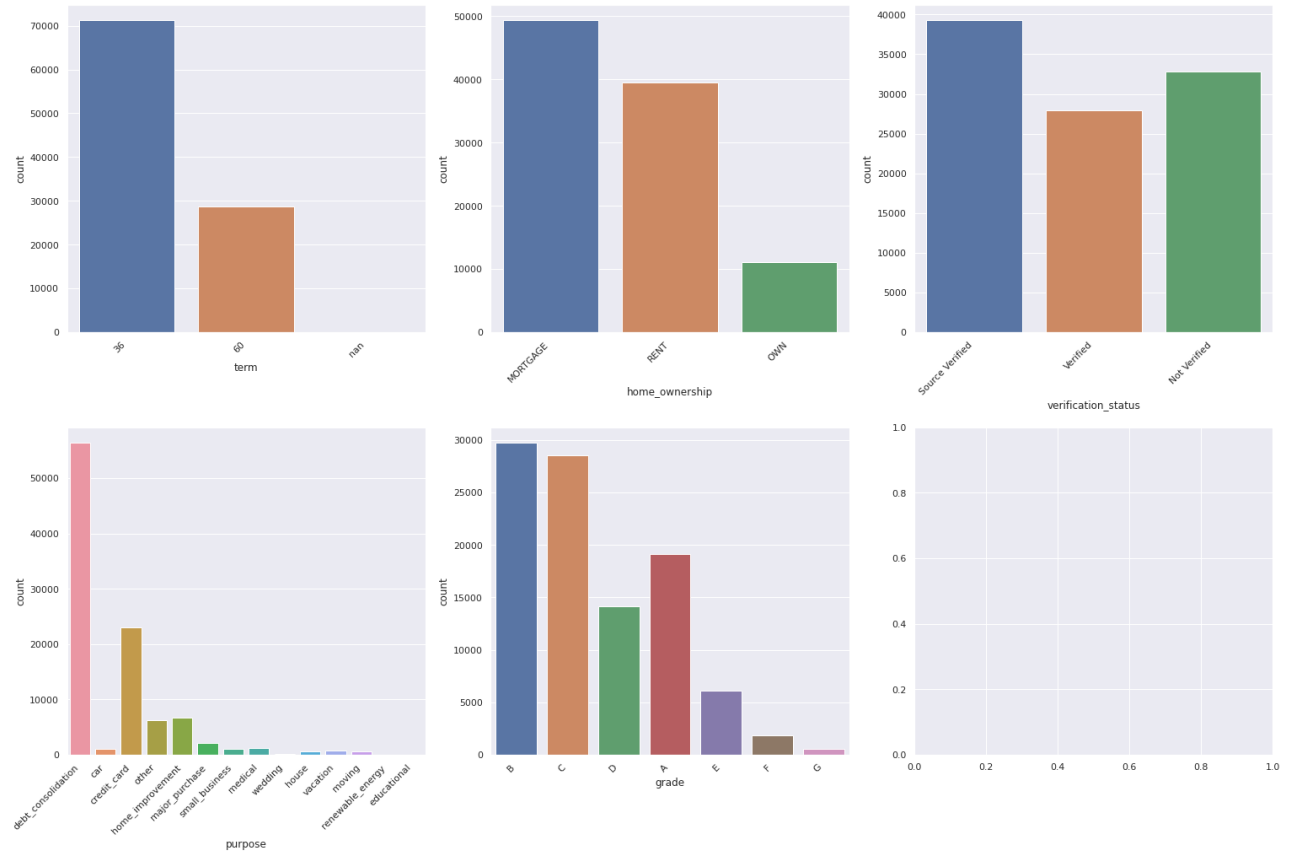 70000
60000
50000
40000
30000
20000
10000
0
count
36
60
nan
term
50000
40000
30000
20000
10000
0
count
MORTGAGE
RENT
OWN
home_ownership
40000
35000
30000
25000
20000
15000
10000
5000
0
count
Source Verified
Verified
Not Verified
verification_status
50000
40000
30000
20000
10000
0
count
debt_consolidation
car
credit_card
other
home_improvement
major_purchase
small_business
medical
wedding
house
vacation
moving
renewable_energy
educational
purpose
30000
25000
20000
15000
10000
5000
0
count
B
C
D
A
E
F
G
grade
1.0
0.8
0.6
0.4
0.2
0.0
0.0
0.2
0.4
0.6
0.8
1.0